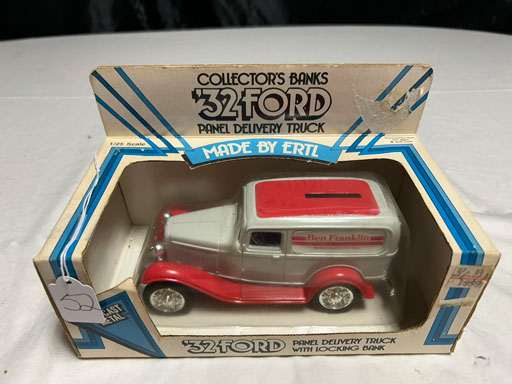 COLLECTOR'S BANKS
'32 FORD
PANEL DELIVERY TRUCK
1/25 Scale
MADE BY ERTL
Ben Franklin
'32 FORD PANEL DELIVERY TRUCK
WITH LOCKING BANK